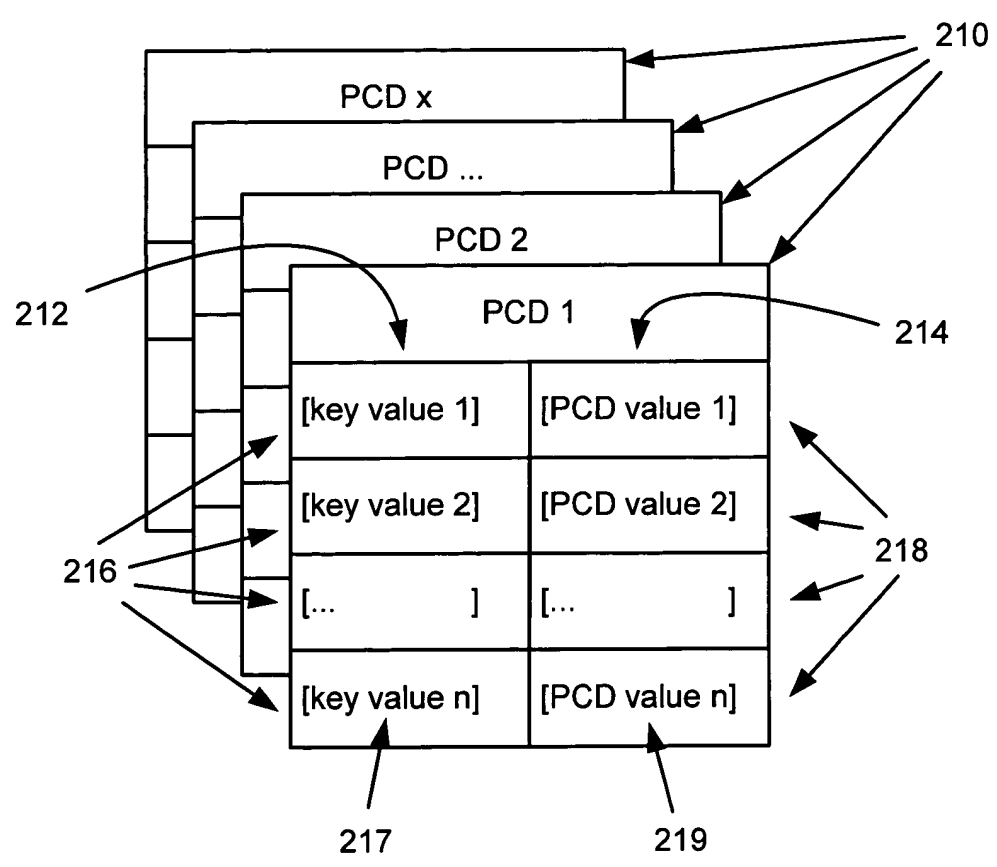 210
PCD x
PCD ...
PCD 2
212
PCD 1
214
[key value 1] [PCD value 1]
[key value 2] [PCD value 2]
216
218
[... ] [... ]
[key value n] [PCD value n]
217
219